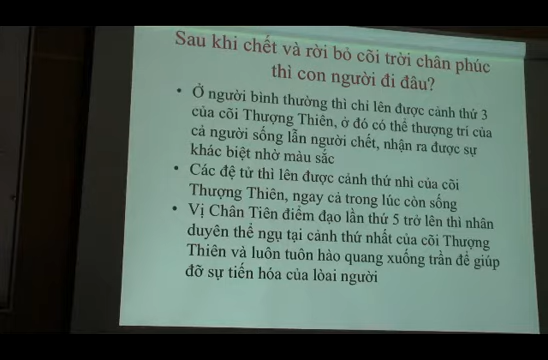 Sau khi chết và rời bỏ cõi trời chân phúc
thì con người đi đâu?
• Ở người bình thường thì chỉ lên được cảnh thứ 3
của cõi Thượng Thiên, ở đó có thể thượng trí của
cả người sống lẫn người chết, nhận ra được sự
khác biệt nhờ màu sắc
• Các đệ tử thì lên được cảnh thứ nhì của cõi
Thượng Thiên, ngay cả trong lúc còn sống
• Vị Chân Tiên điểm đạo lần thứ 5 trở lên thì nhân
duyên thể ngụ tại cảnh thứ nhất của cõi Thượng
Thiên và luôn tuôn hào quang xuống trần để giúp
đỡ sự tiến hóa của lòai người